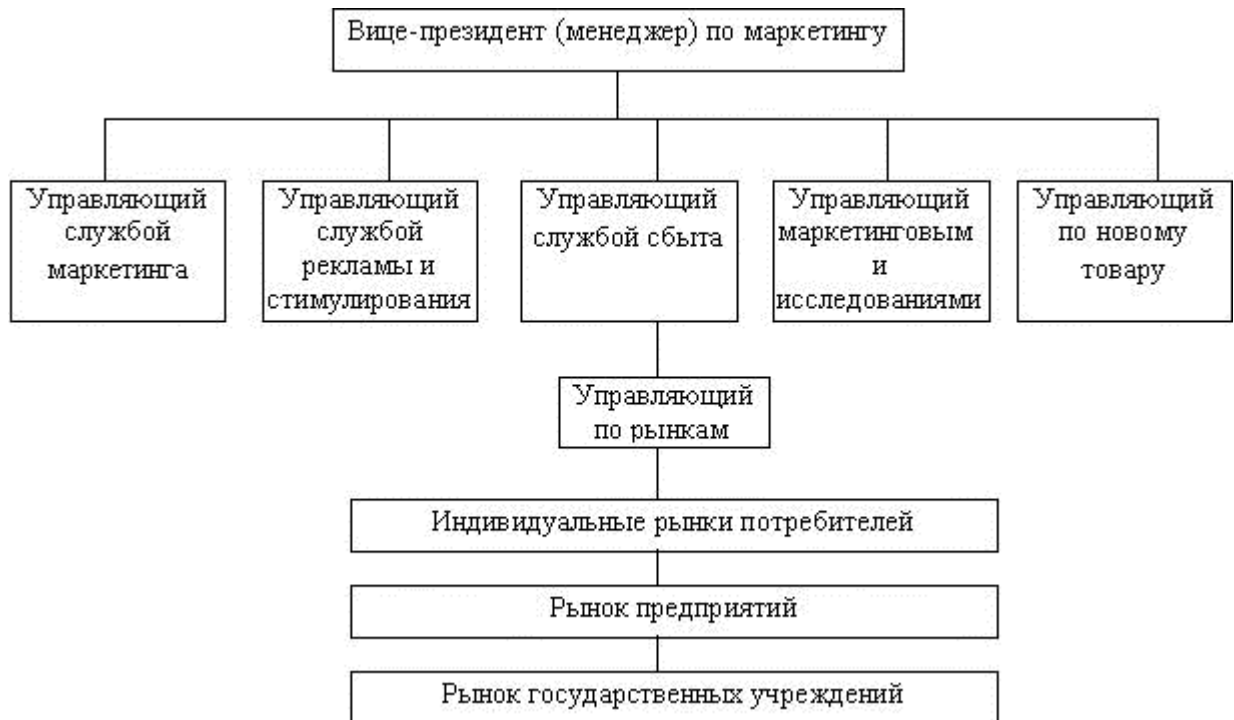 Вице-президент (менеджер) по маркетингу
Управляющий
службой
маркетинга
Управляющий
службой
рекламы и
стимулирования
Управляющий
службой сбыта
Управляющий
маркетинговым
и
исследованиями
Управляющий
по новому
товару
Управляющий
по рынкам
Индивидуальные рынки потребителей
Рынок предприятий
Рынок государственных учреждений